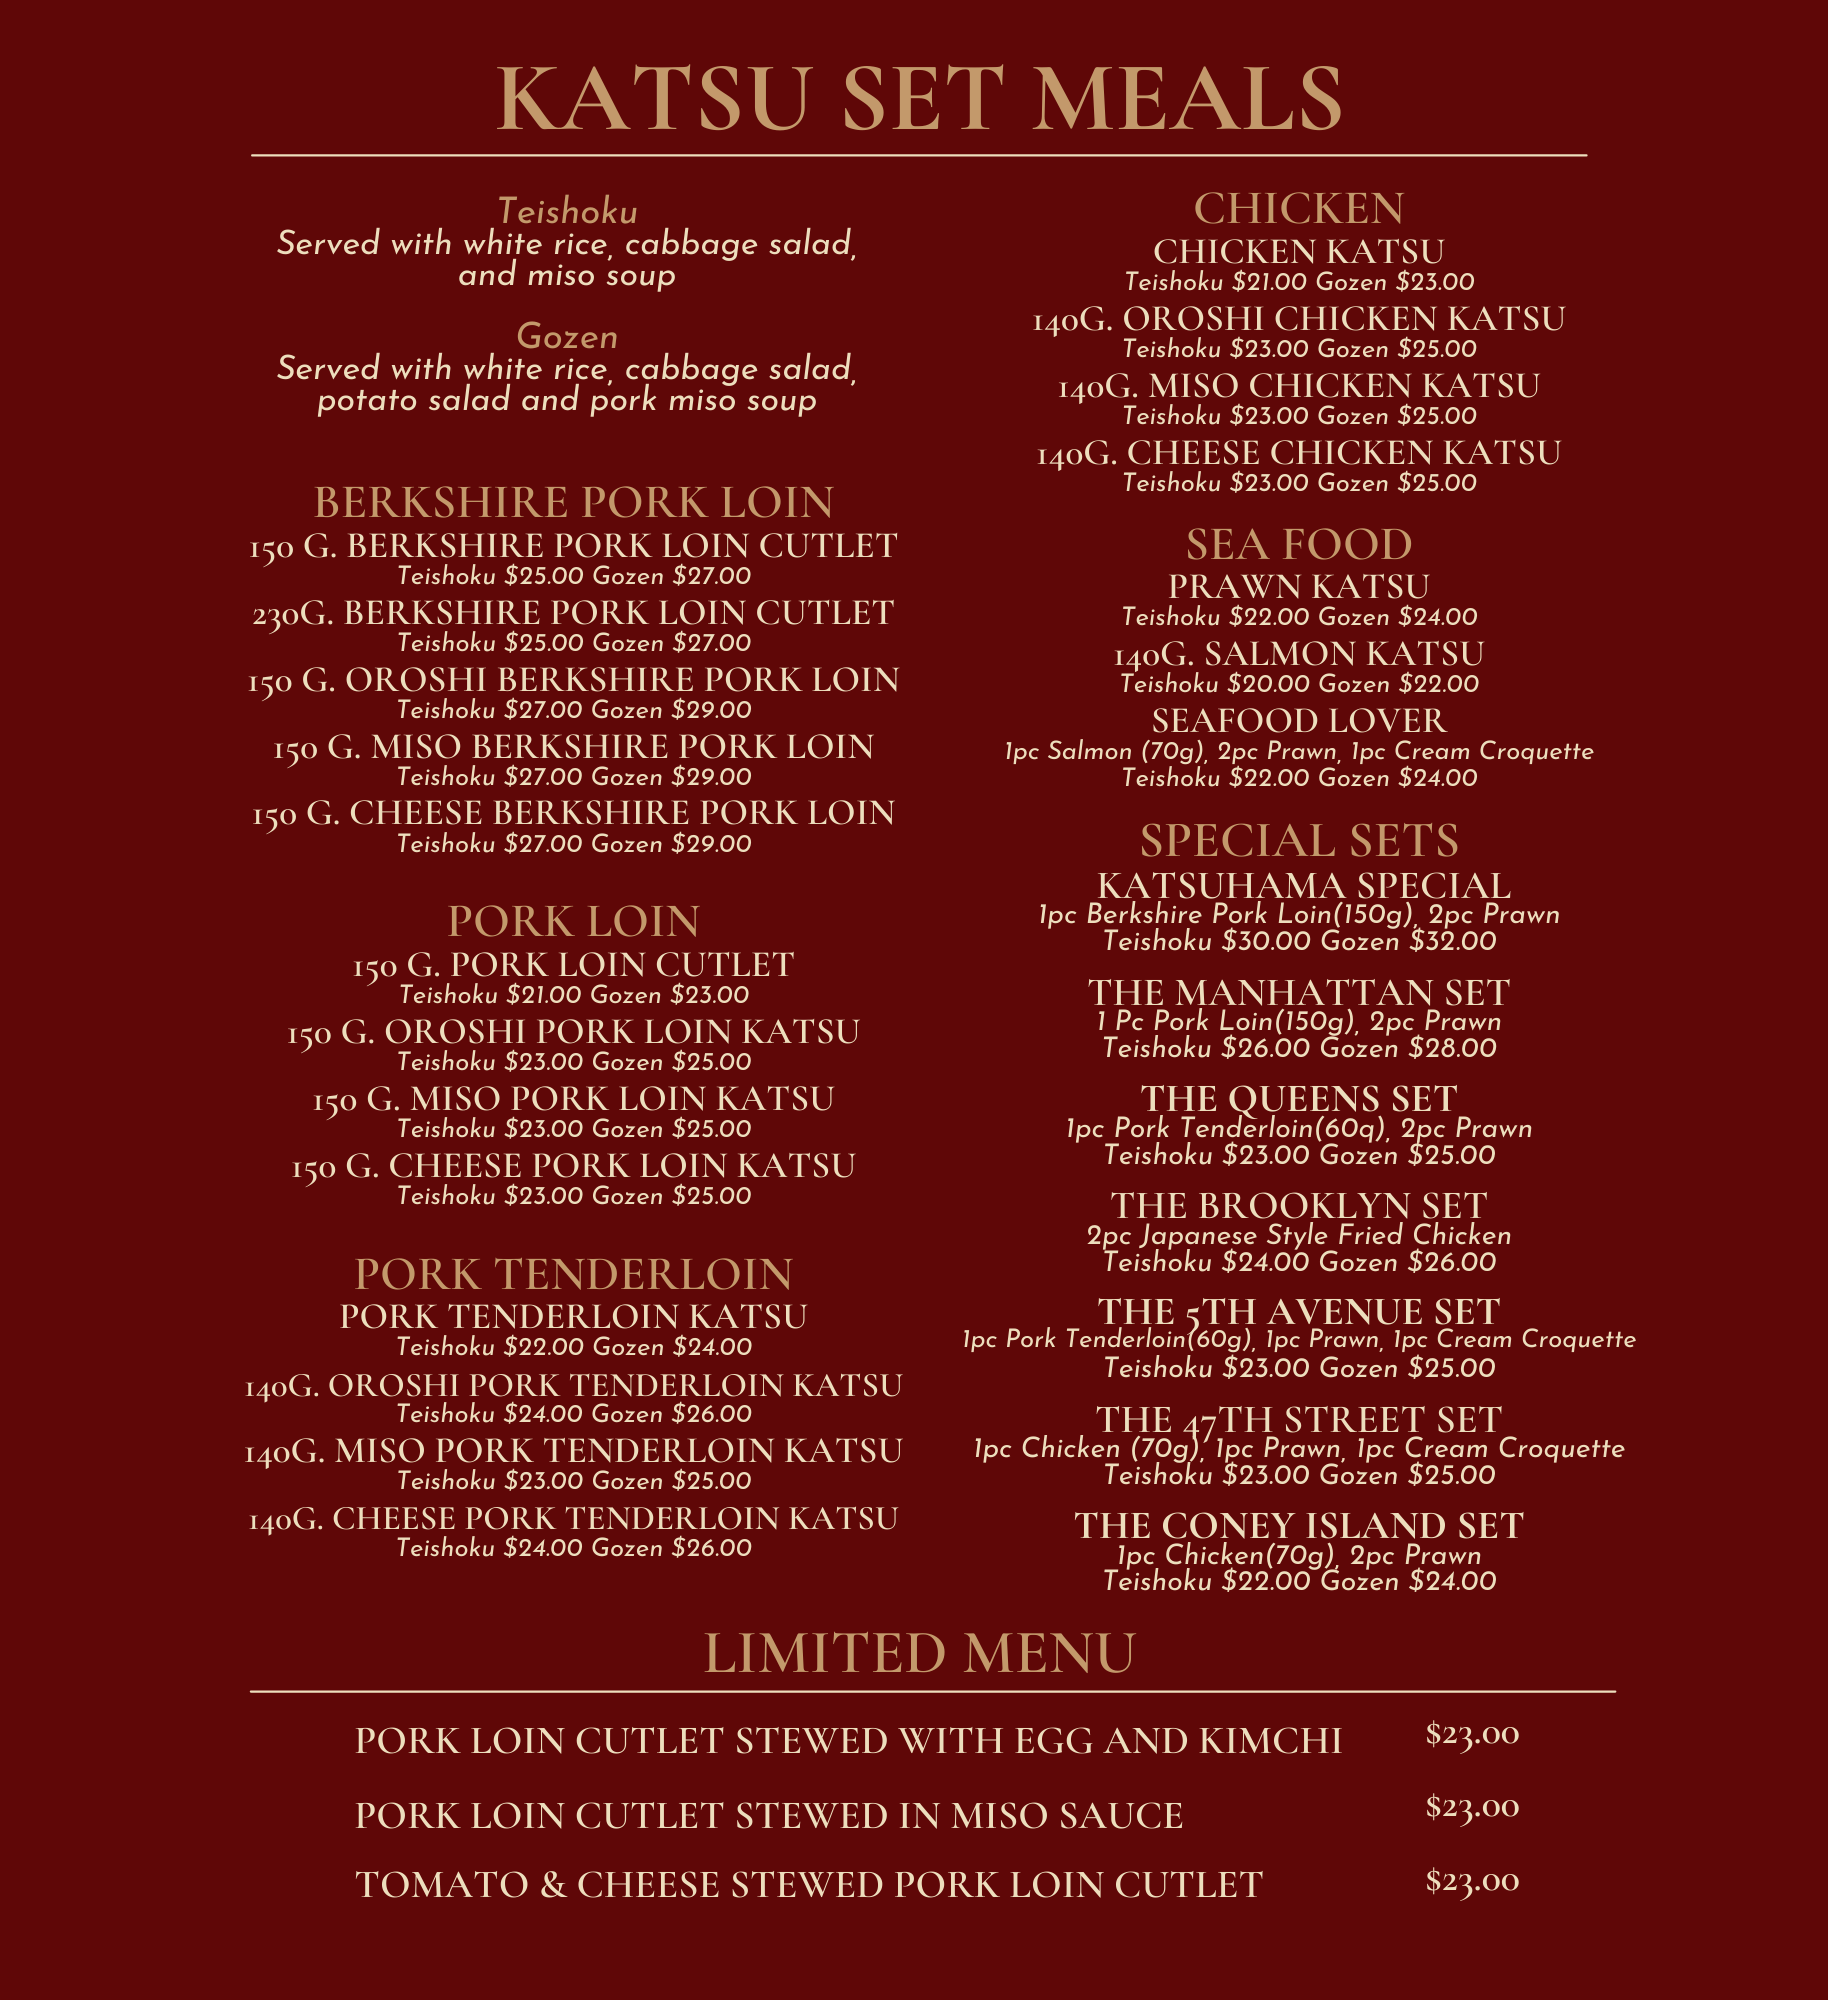 KATSU SET MEALS
Teishoku
Served with white rice, cabbage salad,
and miso soup
Gozen
Served with white rice, cabbage salad,
potato salad and pork miso soup
BERKSHIRE PORK LOIN
150 G. BERKSHIRE PORK LOIN CUTLET
Teishoku $25.00 Gozen $27.00
230G. BERKSHIRE PORK LOIN CUTLET
Teishoku $25.00 Gozen $27.00
150 G. OROSHI BERKSHIRE PORK LOIN
Teishoku $27.00 Gozen $29.00
150 G. MISO BERKSHIRE PORK LOIN
Teishoku $27.00 Gozen $29.00
150 G. CHEESE BERKSHIRE PORK LOIN
Teishoku $27.00 Gozen $29.00
PORK LOIN
150 G. PORK LOIN CUTLET
Teishoku $21.00 Gozen $23.00
150 G. OROSHI PORK LOIN KATSU
Teishoku $23.00 Gozen $25.00
150 G. MISO PORK LOIN KATSU
Teishoku $23.00 Gozen $25.00
150 G. CHEESE PORK LOIN KATSU
Teishoku $23.00 Gozen $25.00
PORK TENDERLOIN
PORK TENDERLOIN KATSU
Teishoku $22.00 Gozen $24.00
140G. OROSHI PORK TENDERLOIN KATSU
Teishoku $24.00 Gozen $26.00
140G. MISO PORK TENDERLOIN KATSU
Teishoku $23.00 Gozen $25.00
140G. CHEESE PORK TENDERLOIN KATSU
Teishoku $24.00 Gozen $26.00
CHICKEN
CHICKEN KATSU
Teishoku $21.00 Gozen $23.00
140G. OROSHI CHICKEN KATSU
Teishoku $23.00 Gozen $25.00
140G. MISO CHICKEN KATSU
Teishoku $23.00 Gozen $25.00
140G. CHEESE CHICKEN KATSU
Teishoku $23.00 Gozen $25.00
SEA FOOD
PRAWN KATSU
Teishoku $22.00 Gozen $24.00
140G. SALMON KATSU
Teishoku $20.00 Gozen $22.00
SEAFOOD LOVER
1pc Salmon (70g), 2pc Prawn, 1pc Cream Croquette
Teishoku $22.00 Gozen $24.00
SPECIAL SETS
KATSUHAMA SPECIAL
1pc Berkshire Pork Loin(150g), 2pc Prawn
Teishoku $30.00 Gozen $32.00
THE MANHATTAN SET
1 Pc Pork Loin(150g), 2pc Prawn
Teishoku $26.00 Gozen $28.00
THE QUEENS SET
1pc Pork Tenderloin(60q), 2pc Prawn
Teishoku $23.00 Gozen $25.00
THE BROOKLYN SET
2pc Japanese Style Fried Chicken
Teishoku $24.00 Gozen $26.00
THE 5TH AVENUE SET
1pc Pork Tenderloin(60g), 1pc Prawn, 1pc Cream Croquette
Teishoku $23.00 Gozen $25.00
THE 47TH STREET SET
1pc Chicken (70g), 1pc Prawn, 1pc Cream Croquette
Teishoku $23.00 Gozen $25.00
THE CONEY ISLAND SET
1pc Chicken(70g), 2pc Prawn
Teishoku $22.00 Gozen $24.00
LIMITED MENU
PORK LOIN CUTLET STEWED WITH EGG AND KIMCHI $23.00
PORK LOIN CUTLET STEWED IN MISO SAUCE $23.00
TOMATO & CHEESE STEWED PORK LOIN CUTLET $23.00